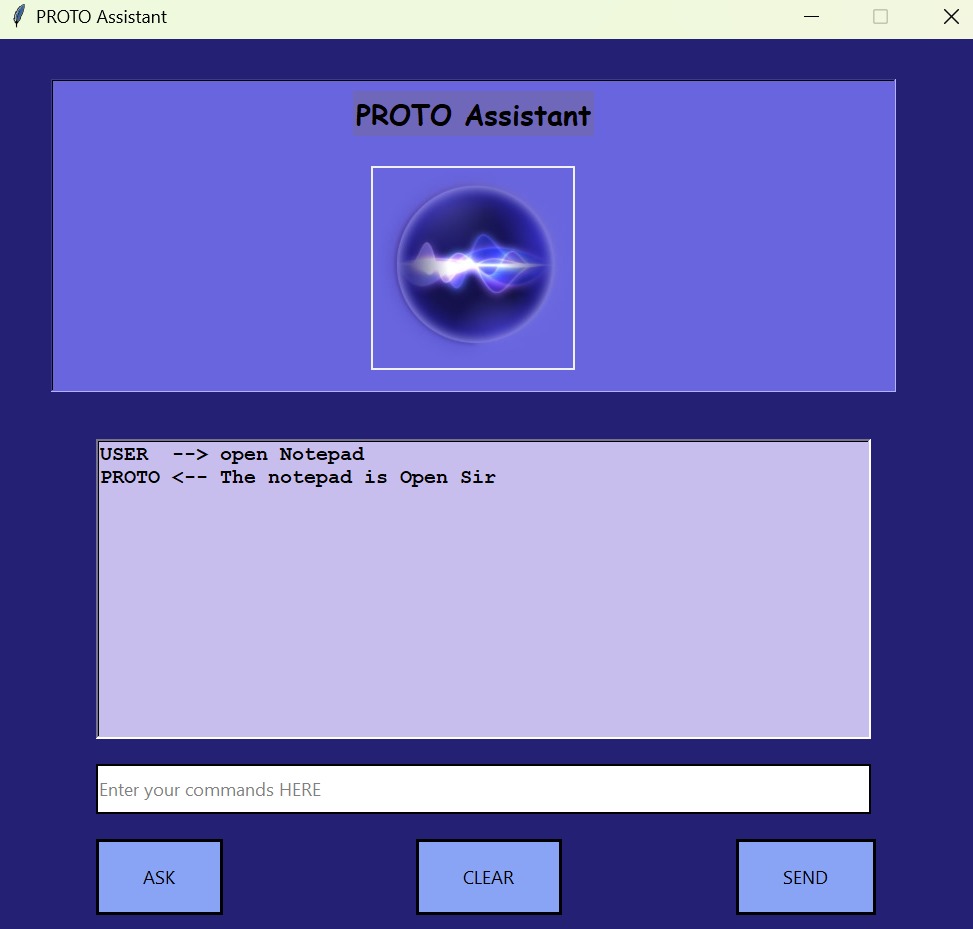 PROTO Assistant
PROTO Assistant
USER  --> open Notepad
PROTO <-- The notepad is Open Sir
Enter your commands HERE
ASK
CLEAR
SEND